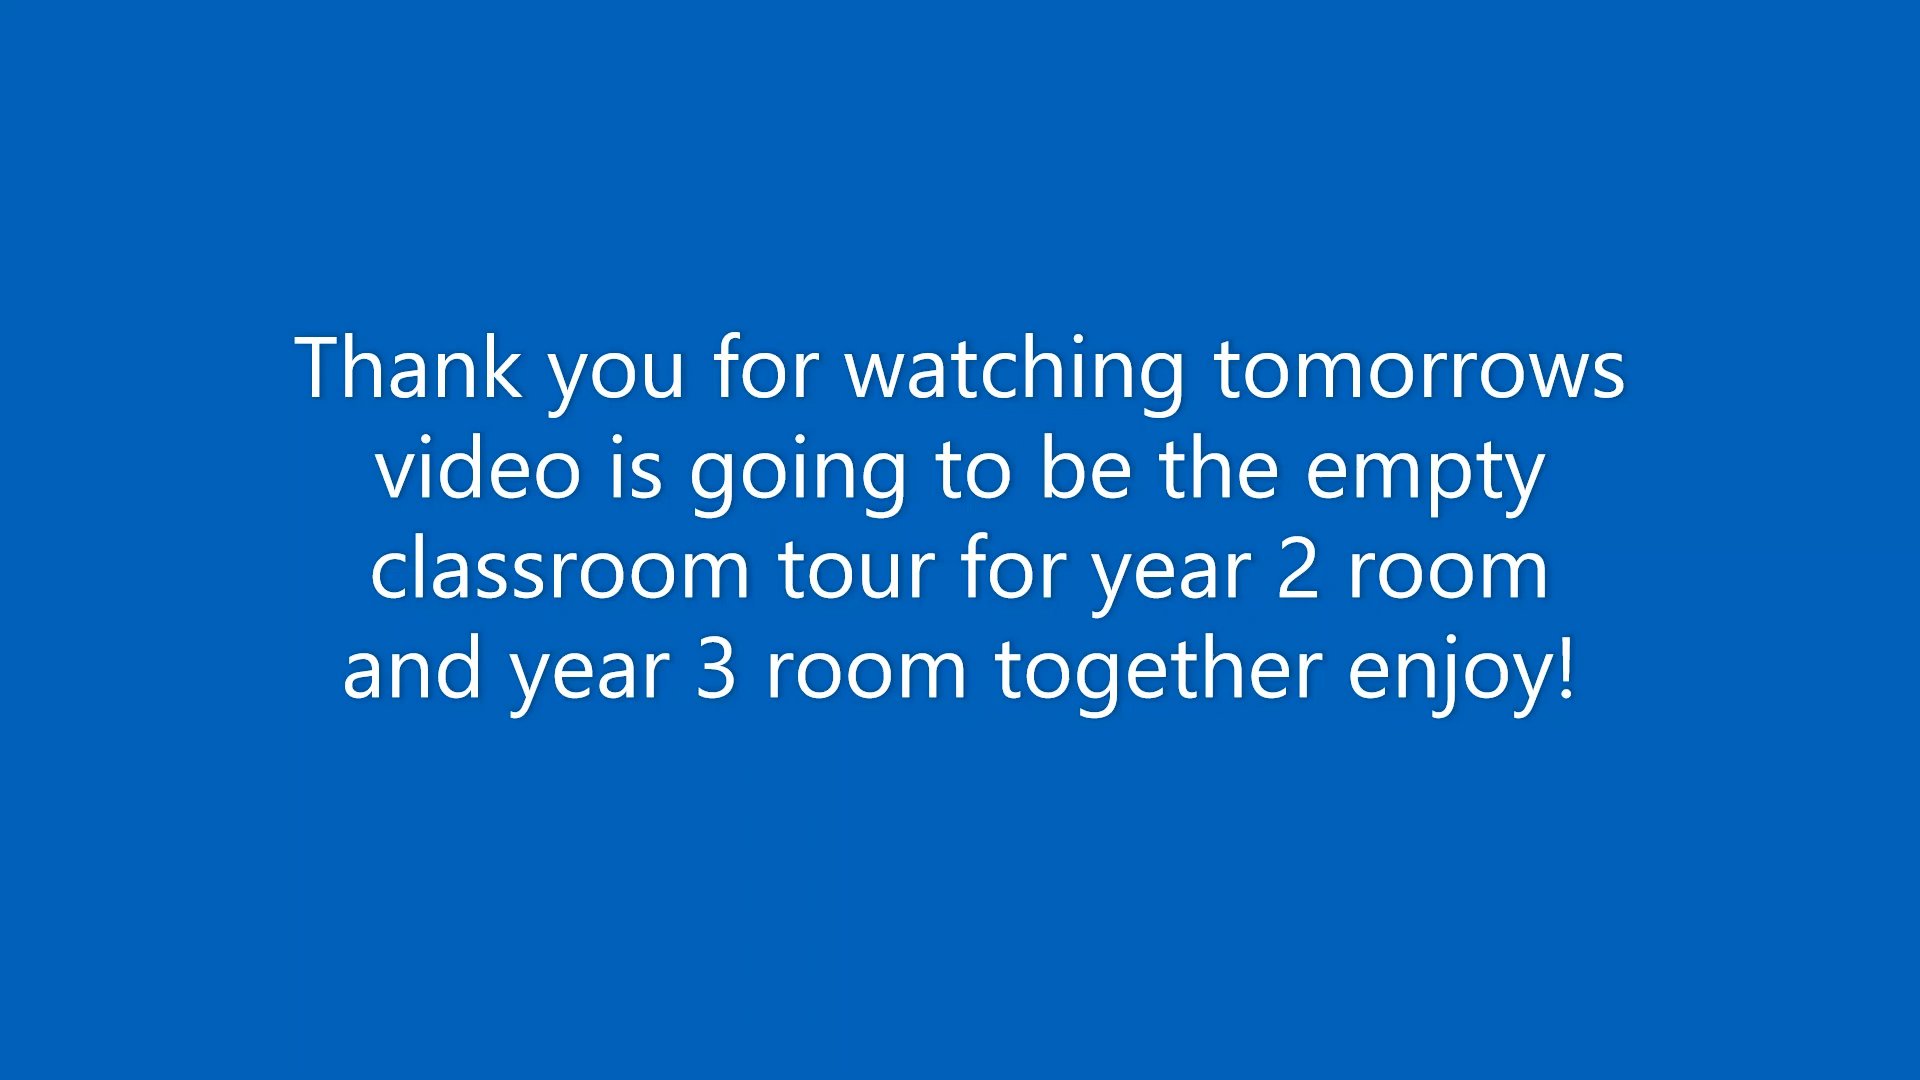 Thank you for watching tomorrows
video is going to be the empty
classroom tour for year 2 room
and year 3 room together enjoy!